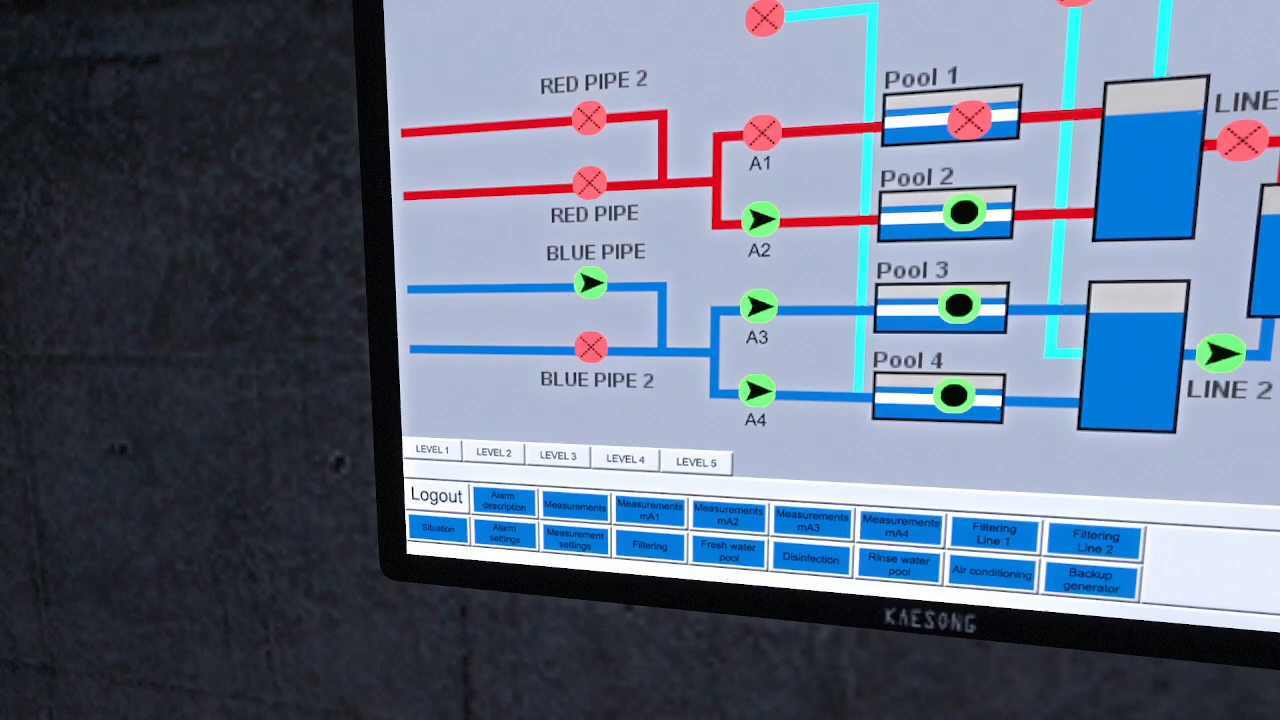 RED PIPE 2
Pool 1
LINE
A1
Pool 2
RED PIPE
A2
BLUE PIPE
Pool 3
A3
BLUE PIPE 2
Pool 4
LINE 2
A4
LEVEL 1 LEVEL 2 LEVEL 3 LEVEL 4 LEVEL 5
Logout
Alarm
description
Measurements
Measurements
mA1
Measurements
mA2
Measurements
mA3
Measurements
mA4
Filtering
Line 1
Filtering
Line 2
Situation
Alarm
settings
Measurement
settings
Filtering
Fresh water
pool
Disinfection
Rinse water
pool
Air conditioning
Backup
generator
KAESONG